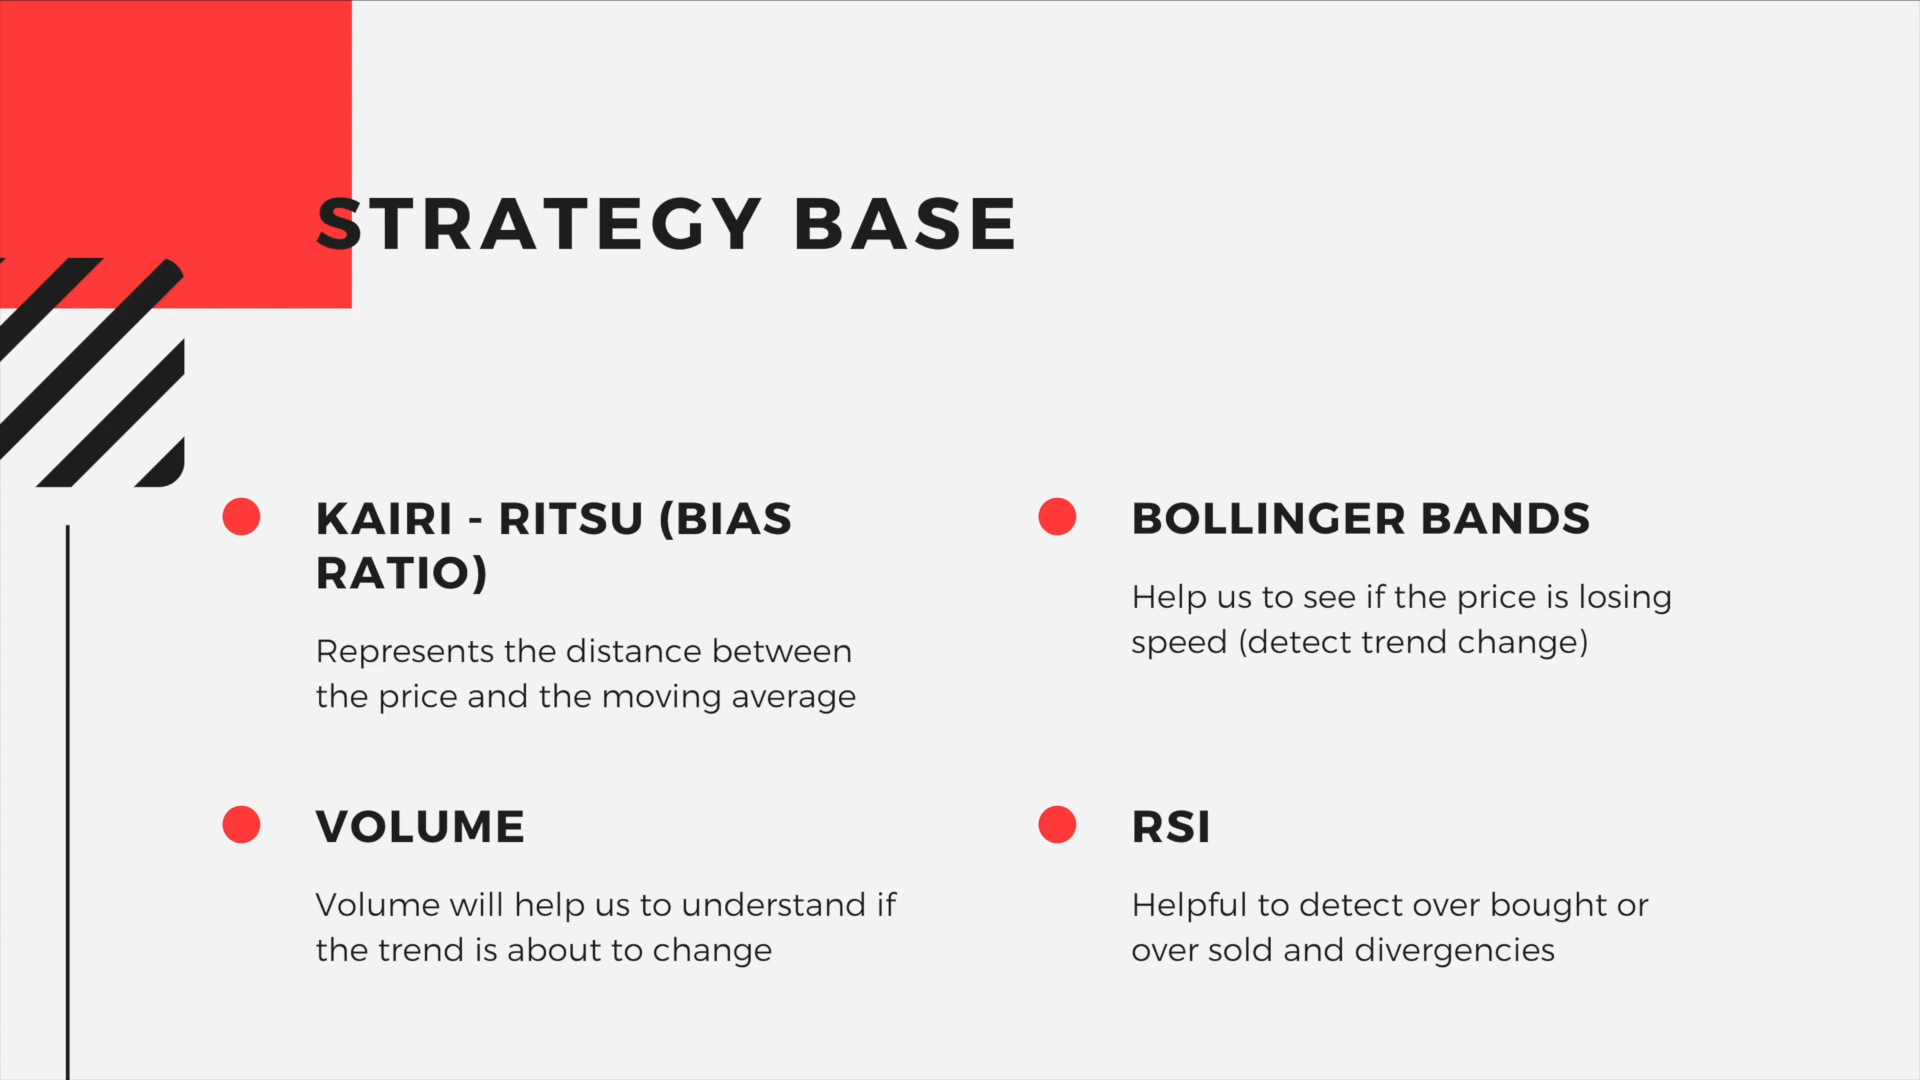 STRATEGY BASE
KAIRI - RITSU (BIAS
RATIO)
Represents the distance between
the price and the moving average
BOLLINGER BANDS
Help us to see if the price is losing
speed (detect trend change)
VOLUME
Volume will help us to understand if
the trend is about to change
RSI
Helpful to detect over bought or
over sold and divergencies